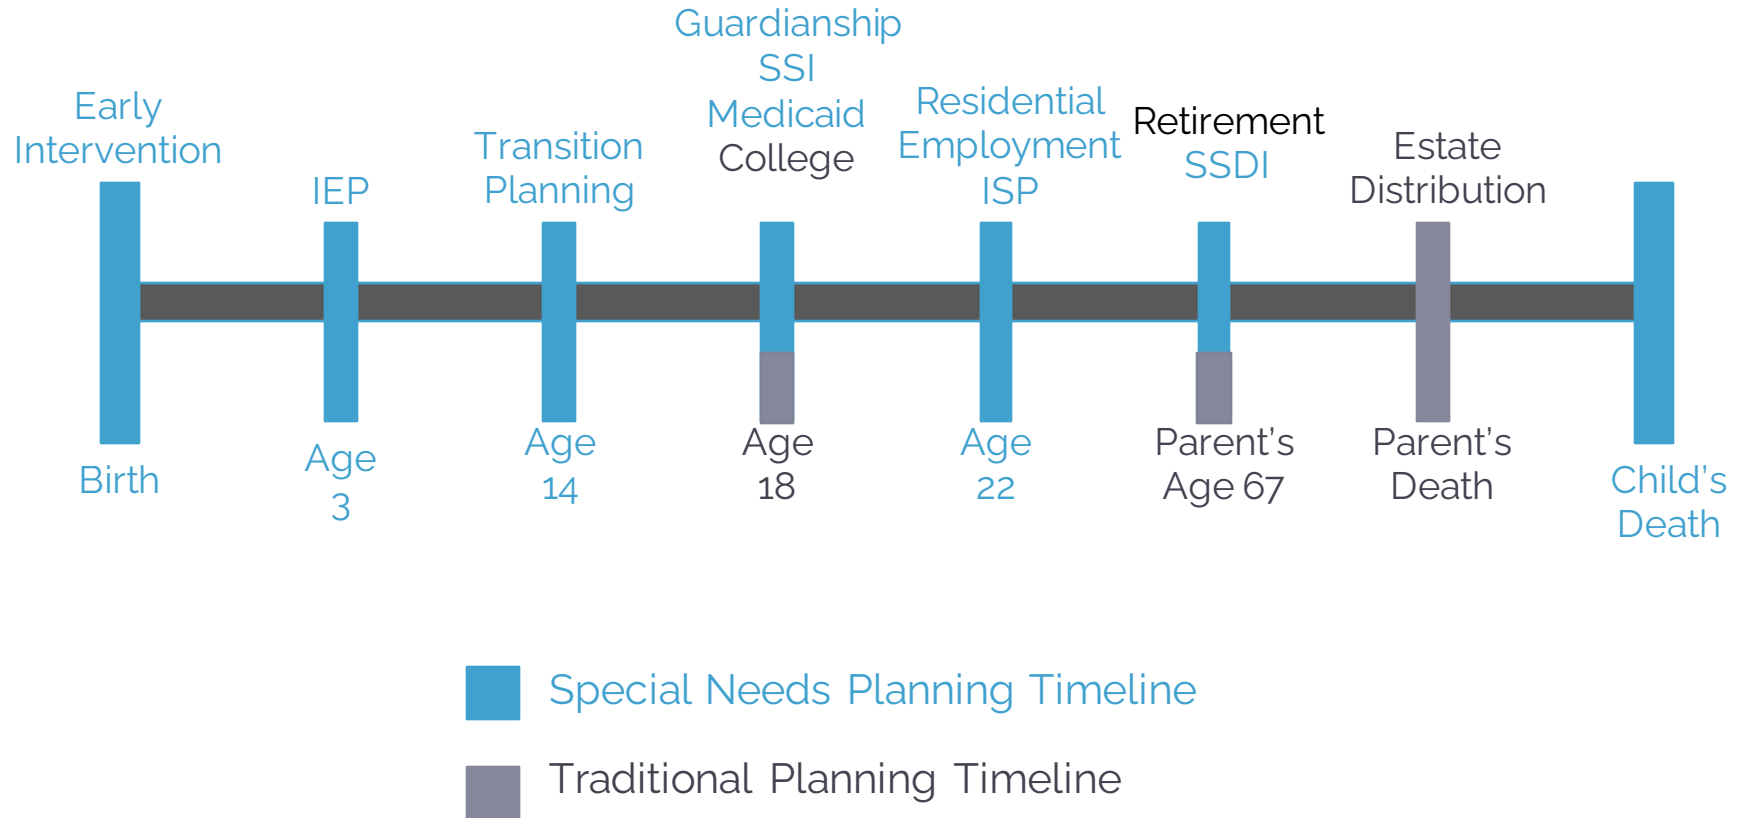 Early
Intervention
IEP
Transition
Planning
Guardianship
SSI
Medicaid
College
Residential
Employment
ISP
Retirement
SSDI
Estate
Distribution
Birth
Age
3
Age
14
Age
18
Age
22
Parent’s
Age 67
Parent’s
Death
Child’s
Death
Special Needs Planning Timeline
Traditional Planning Timeline